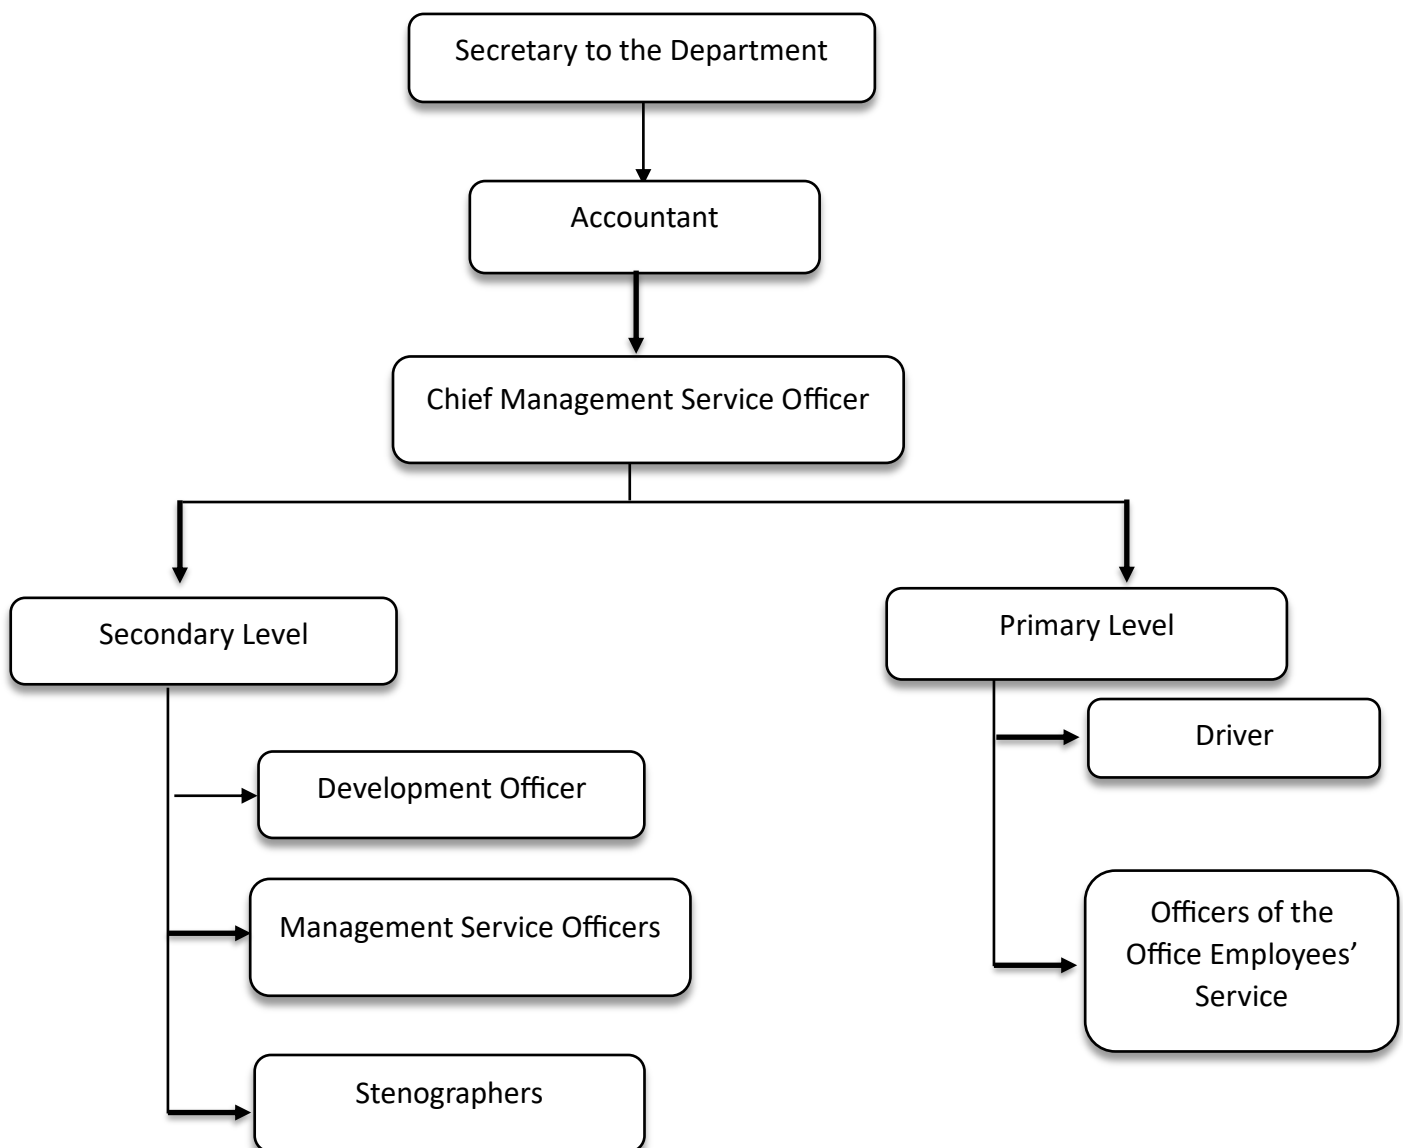 Secretary to the Department
Accountant
Chief Management Service Officer
Secondary Level
Primary Level
Driver
Development Officer
Management Service Officers
Officers of the
Office Employees’
Service
Stenographers